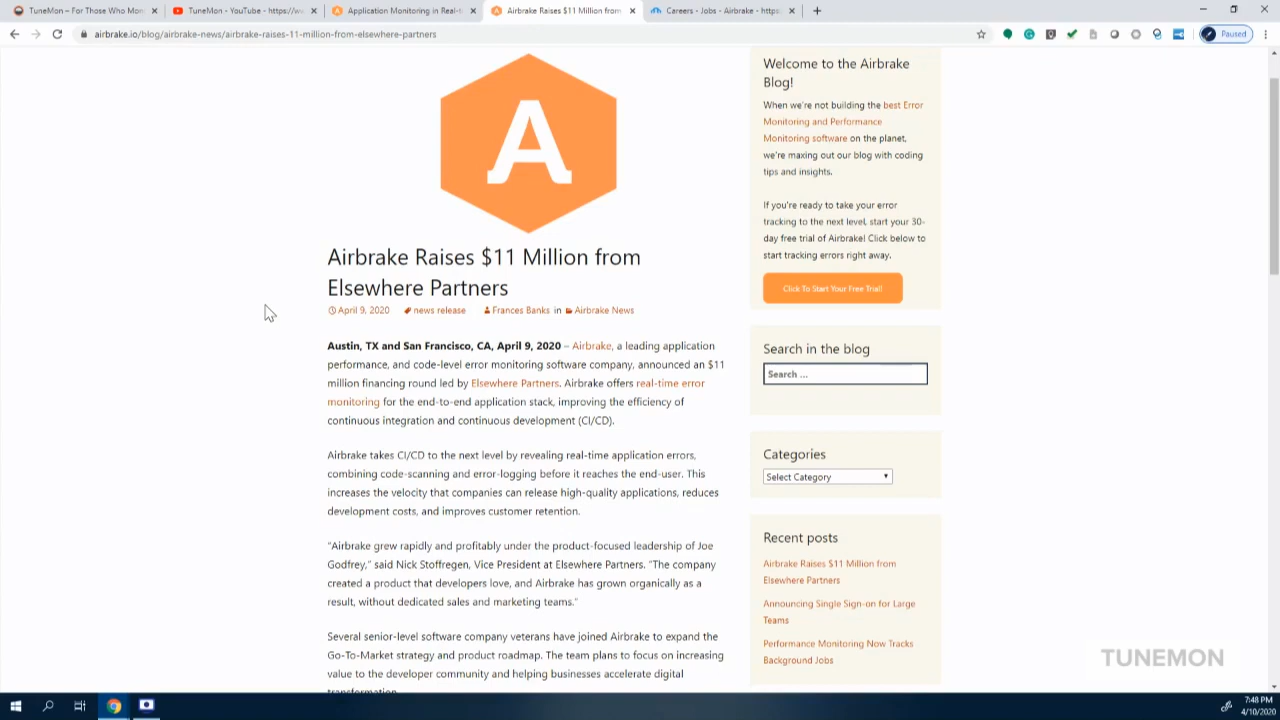 TuneMon – For Those Who Mon
TuneMon - YouTube - https://w
Application Monitoring in Real-t
Airbrake Raises $11 Million from
Careers - Jobs - Airbrake - https:
airbrake.io/blog/airbrake-news/airbrake-raises-11-million-from-elsewhere-partners
Paused
A
Airbrake Raises $11 Million from
Elsewhere Partners
April 9, 2020 news release Frances Banks in Airbrake News
Austin, TX and San Francisco, CA, April 9, 2020 – Airbrake, a leading application
performance, and code-level error monitoring software company, announced an $11
million financing round led by Elsewhere Partners. Airbrake offers real-time error
monitoring for the end-to-end application stack, improving the efficiency of
continuous integration and continuous development (CI/CD).
Airbrake takes CI/CD to the next level by revealing real-time application errors,
combining code-scanning and error-logging before it reaches the end-user. This
increases the velocity that companies can release high-quality applications, reduces
development costs, and improves customer retention.
"Airbrake grew rapidly and profitably under the product-focused leadership of Joe
Godfrey," said Nick Stoffregen, Vice President at Elsewhere Partners. "The company
created a product that developers love, and Airbrake has grown organically as a
result, without dedicated sales and marketing teams."
Several senior-level software company veterans have joined Airbrake to expand the
Go-To-Market strategy and product roadmap. The team plans to focus on increasing
value to the developer community and helping businesses accelerate digital
transformation.
Welcome to the Airbrake
Blog!
When we're not building the best Error
Monitoring and Performance
Monitoring software on the planet,
we're maxing out our blog with coding
tips and insights.
If you're ready to take your error
tracking to the next level, start your 30-
day free trial of Airbrake! Click below to
start tracking errors right away.
Click To Start Your Free Trial!
Search in the blog
Search ...
Categories
Select Category
Recent posts
Airbrake Raises $11 Million from
Elsewhere Partners
Announcing Single Sign-on for Large
Teams
Performance Monitoring Now Tracks
Background Jobs
TUNEMON
7:48 PM
4/10/2020